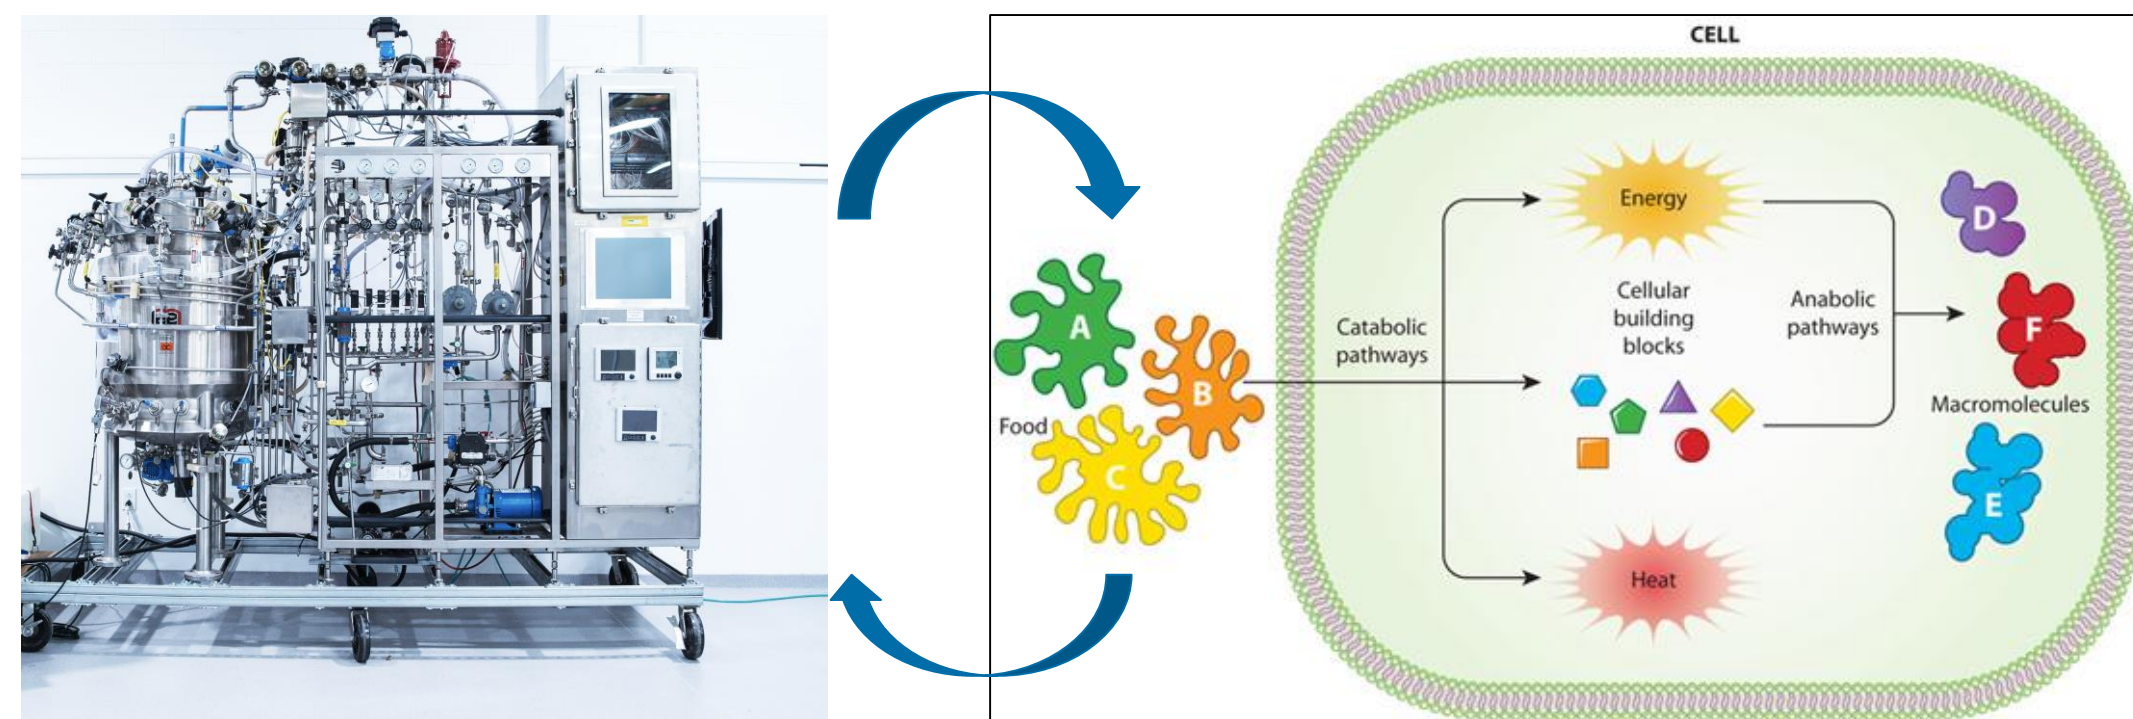 CELL
Energy
D
Cellular
building
blocks
Anabolic
pathways
A
Catabolic
pathways
F
B
Macromolecules
Food
C
E
Heat